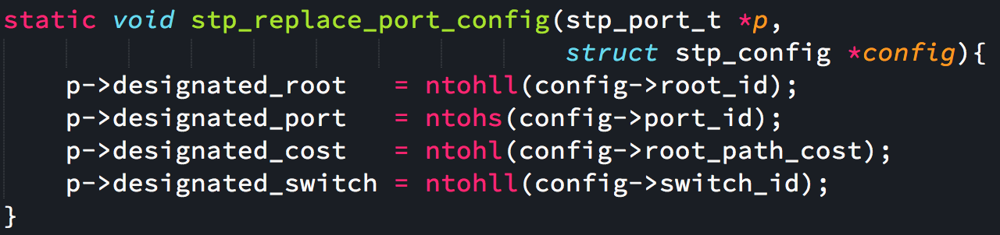 static void stp_replace_port_config(stp_port_t *p,
                                    struct stp_config *config){
    p->designated_root   = ntohll(config->root_id);
    p->designated_port   = ntohs(config->port_id);
    p->designated_cost   = ntohl(config->root_path_cost);
    p->designated_switch = ntohll(config->switch_id);
}